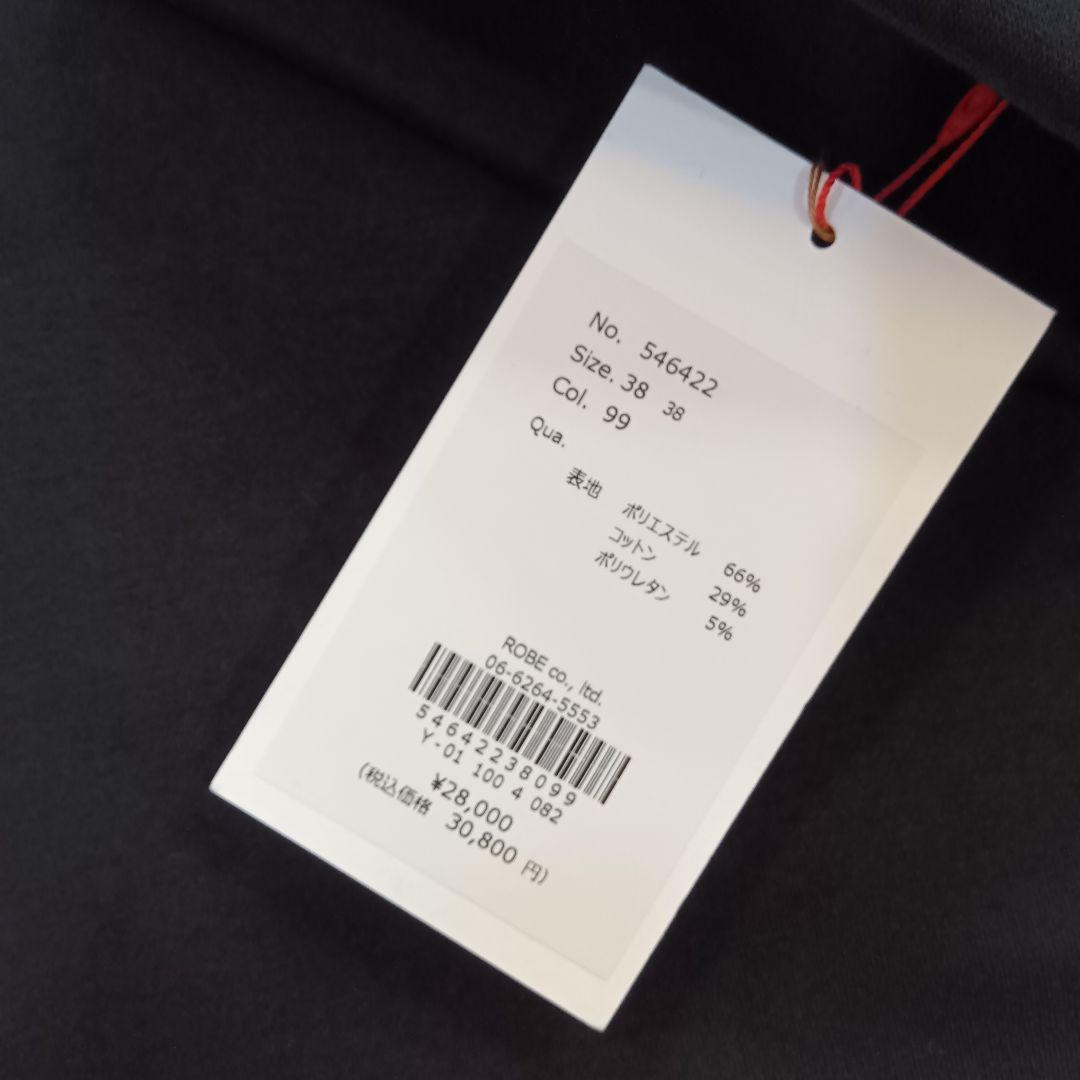 No. 546422
Size. 38 38
Col. 99
Qua.
表地
ポリエステル 66%
コットン 29%
ポリウレタン 5%
ROBE co., ltd.
06-6264-5553
54642238099
Y-01 100 4 082
¥28,000
(税込価格 30,800 円)